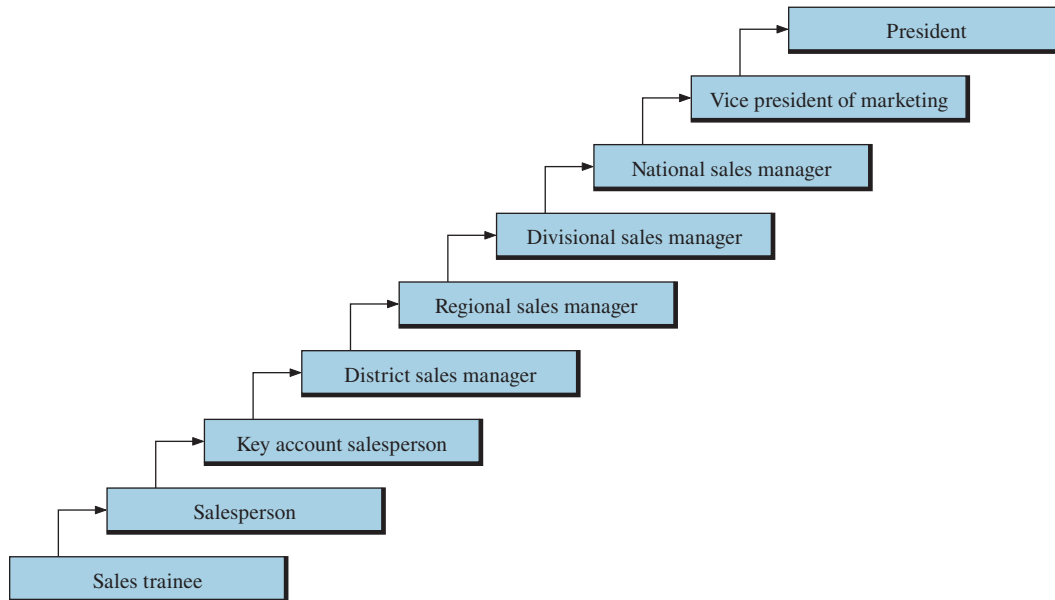 President
Vice president of marketing
National sales manager
Divisional sales manager
Regional sales manager
District sales manager
Key account salesperson
Salesperson
Sales trainee